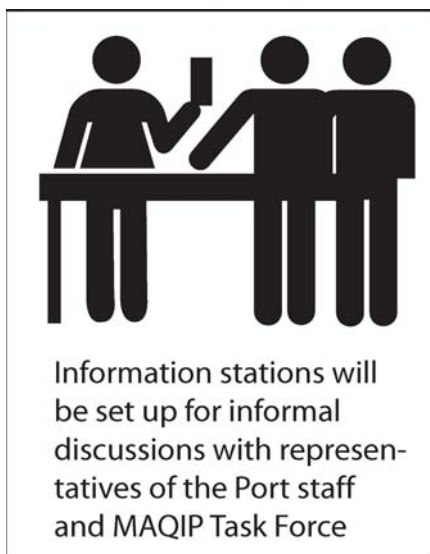 Information stations will
be set up for informal
discussions with represen-
tatives of the Port staff
and MAQIP Task Force